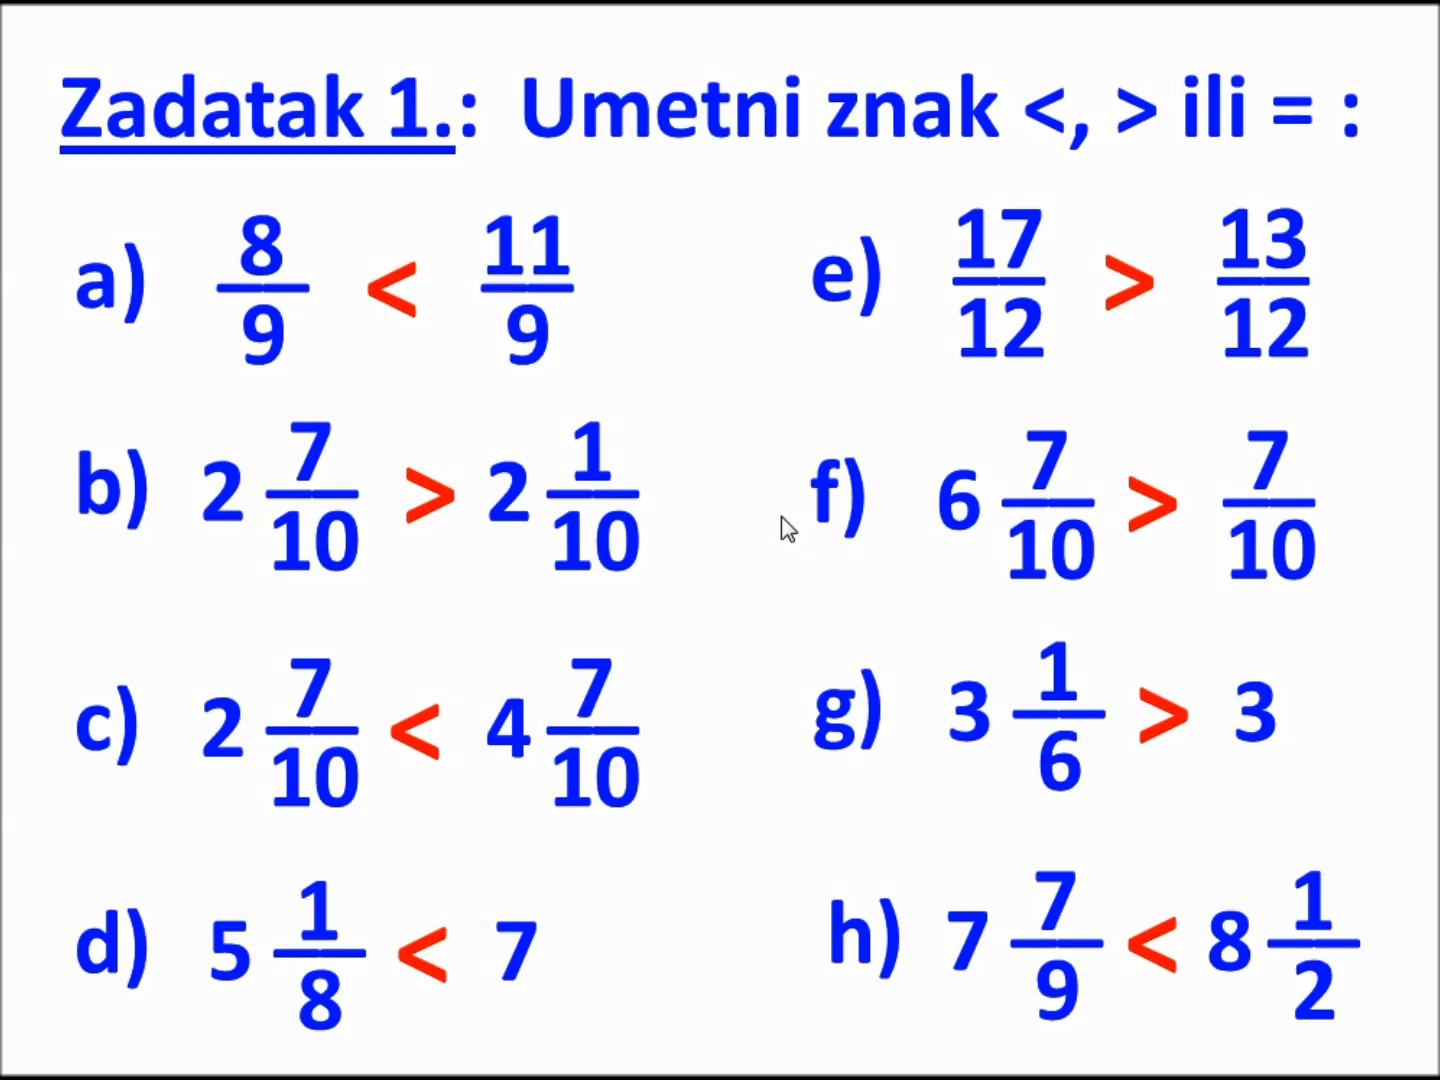 Zadatak 1.: Umetni znak <, > ili = :
a) 8/9 < 11/9
b) 2 7/10 > 2 1/10
c) 2 7/10 < 4 7/10
d) 5 1/8 < 7
e) 17/12 > 13/12
f) 6 7/10 > 7/10
g) 3 1/6 > 3
h) 7 7/9 < 8 1/2